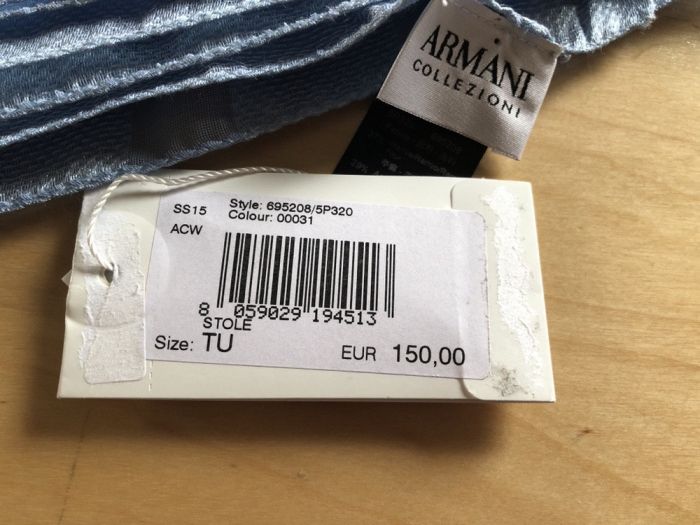 ARMANI
COLLEZIONI
SS15 Style: 695208/5P320
ACW Colour: 00031
8 059029 194513
STOLE
Size: TU EUR 150,00